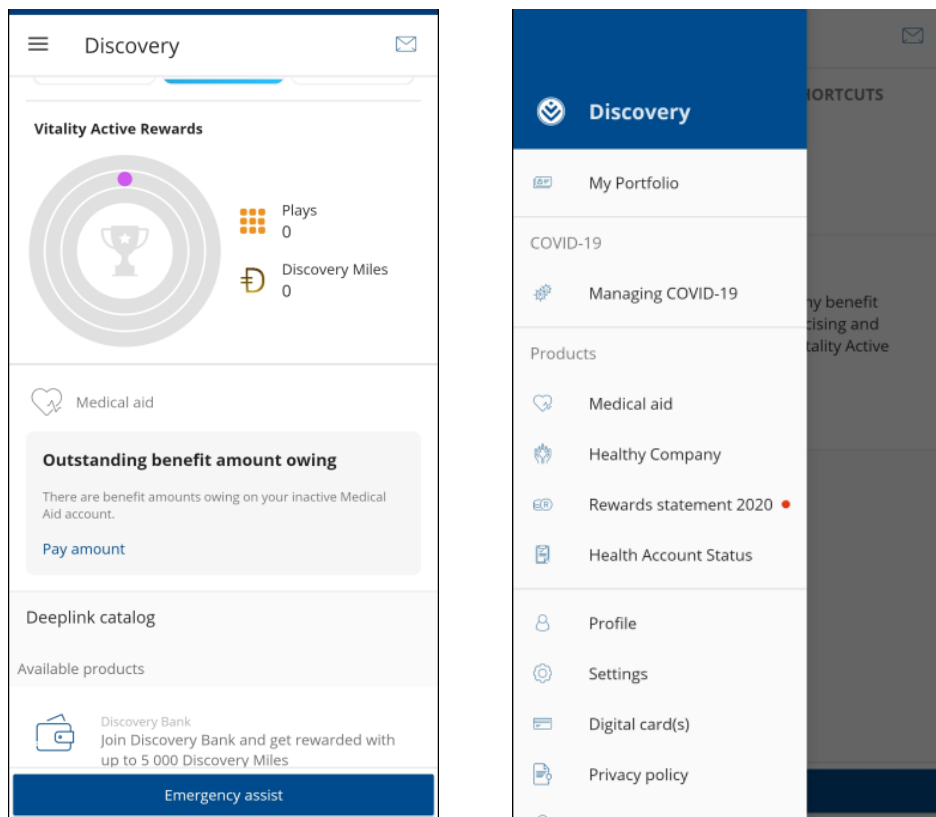 Discovery
Vitality Active Rewards
Plays
0
Discovery Miles
0
Medical aid
Outstanding benefit amount owing
There are benefit amounts owing on your inactive Medical
Aid account.
Pay amount
Deeplink catalog
Available products
Discovery Bank
Join Discovery Bank and get rewarded with
up to 5 000 Discovery Miles
Emergency assist
Discovery
My Portfolio
COVID-19
Managing COVID-19
Products
Medical aid
Healthy Company
Rewards statement 2020
Health Account Status
Profile
Settings
Digital card(s)
Privacy policy
benefit
and
Active